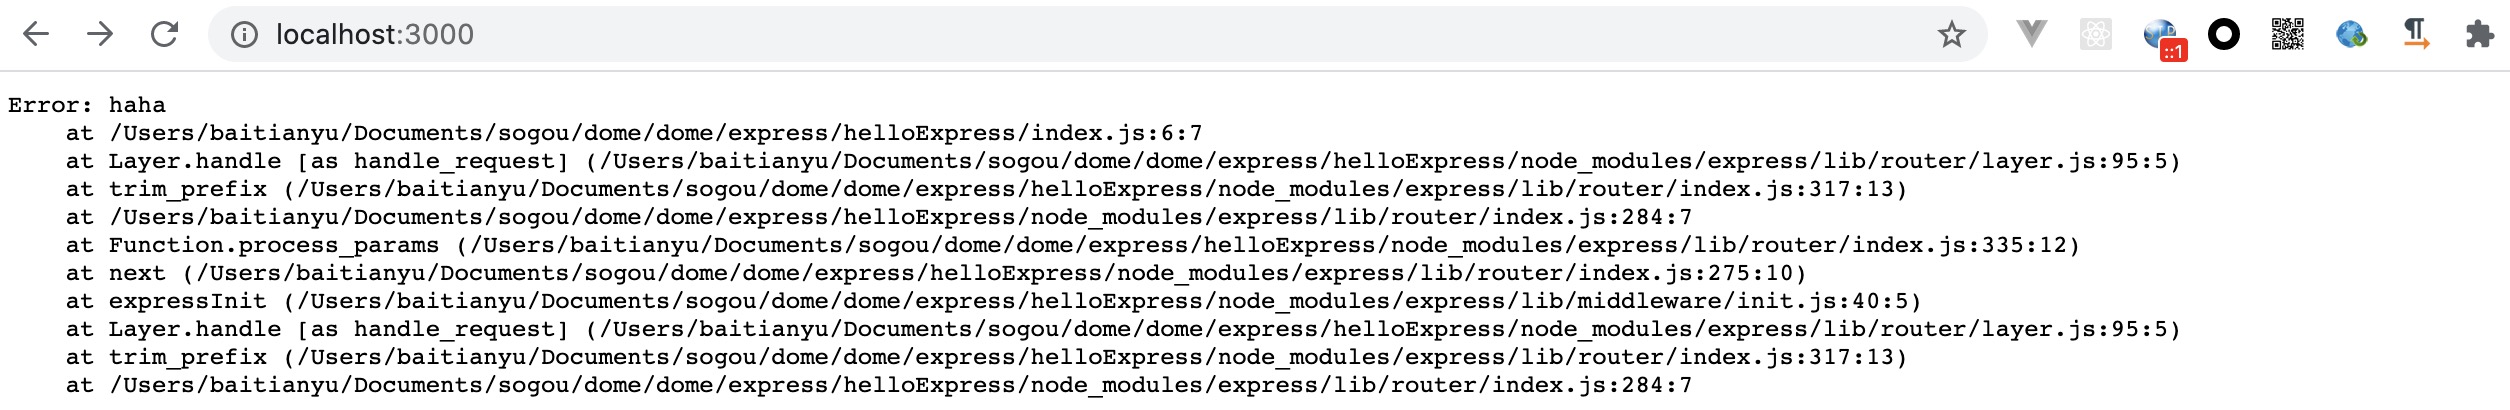 localhost:3000
::1
Error: haha
    at /Users/baitianyu/Documents/sogou/dome/dome/express/helloExpress/index.js:6:7
    at Layer.handle [as handle_request] (/Users/baitianyu/Documents/sogou/dome/dome/express/helloExpress/node_modules/express/lib/router/layer.js:95:5)
    at trim_prefix (/Users/baitianyu/Documents/sogou/dome/dome/express/helloExpress/node_modules/express/lib/router/index.js:317:13)
    at /Users/baitianyu/Documents/sogou/dome/dome/express/helloExpress/node_modules/express/lib/router/index.js:284:7
    at Function.process_params (/Users/baitianyu/Documents/sogou/dome/dome/express/helloExpress/node_modules/express/lib/router/index.js:335:12)
    at next (/Users/baitianyu/Documents/sogou/dome/dome/express/helloExpress/node_modules/express/lib/router/index.js:275:10)
    at expressInit (/Users/baitianyu/Documents/sogou/dome/dome/express/helloExpress/node_modules/express/lib/middleware/init.js:40:5)
    at Layer.handle [as handle_request] (/Users/baitianyu/Documents/sogou/dome/dome/express/helloExpress/node_modules/express/lib/router/layer.js:95:5)
    at trim_prefix (/Users/baitianyu/Documents/sogou/dome/dome/express/helloExpress/node_modules/express/lib/router/index.js:317:13)
    at /Users/baitianyu/Documents/sogou/dome/dome/express/helloExpress/node_modules/express/lib/router/index.js:284:7